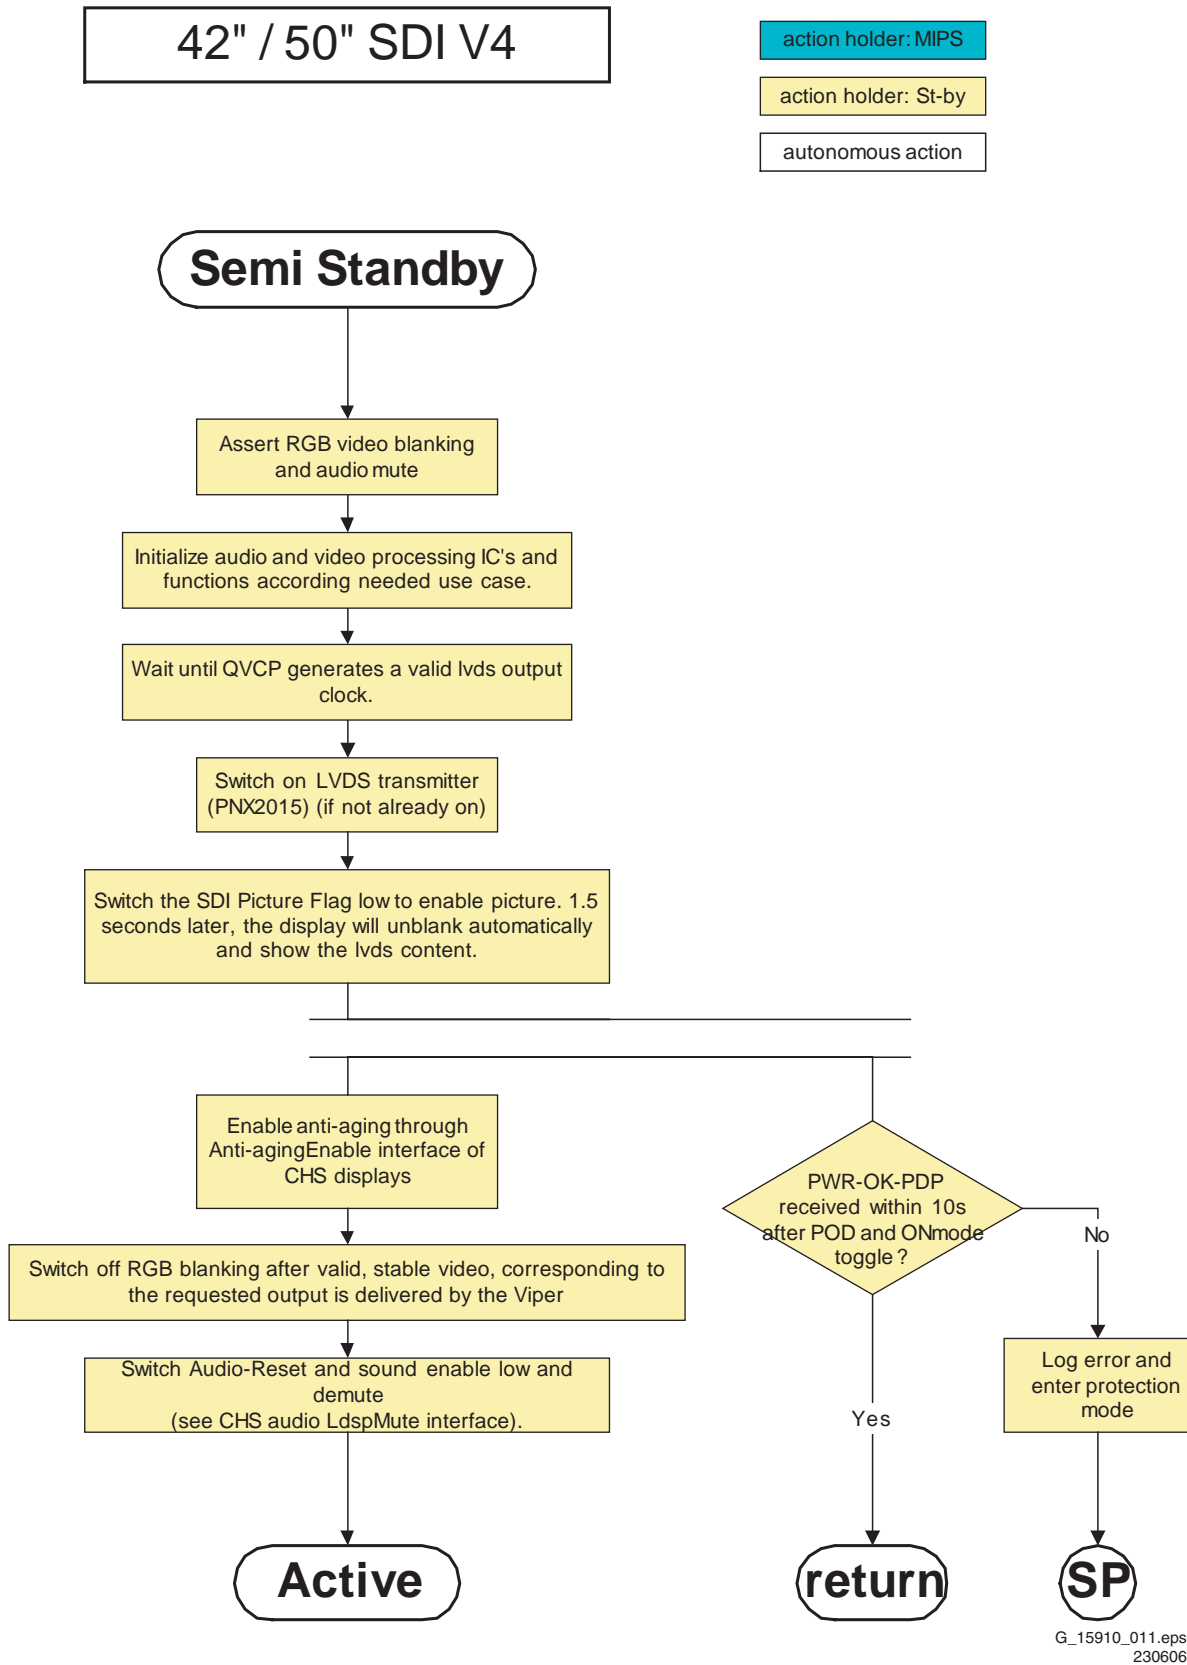 42" / 50" SDI V4
action holder: MIPS
action holder: St-by
autonomous action
Semi Standby
Assert RGB video blanking
and audio mute
Initialize audio and video processing IC's and
functions according needed use case.
Wait until QVCP generates a valid lvds output
clock.
Switch on LVDS transmitter
(PNX2015) (if not already on)
Switch the SDI Picture Flag low to enable picture. 1.5
seconds later, the display will unblank automatically
and show the lvds content.
Enable anti-aging through
Anti-agingEnable interface of
CHS displays
Switch off RGB blanking after valid, stable video, corresponding to
the requested output is delivered by the Viper
Switch Audio-Reset and sound enable low and
demute
(see CHS audio LdspMute interface).
Active
PWR-OK-PDP
received within 10s
after POD and ONmode
toggle ?
No
Yes
Log error and
enter protection
mode
return
SP
G_15910_011.eps
230606